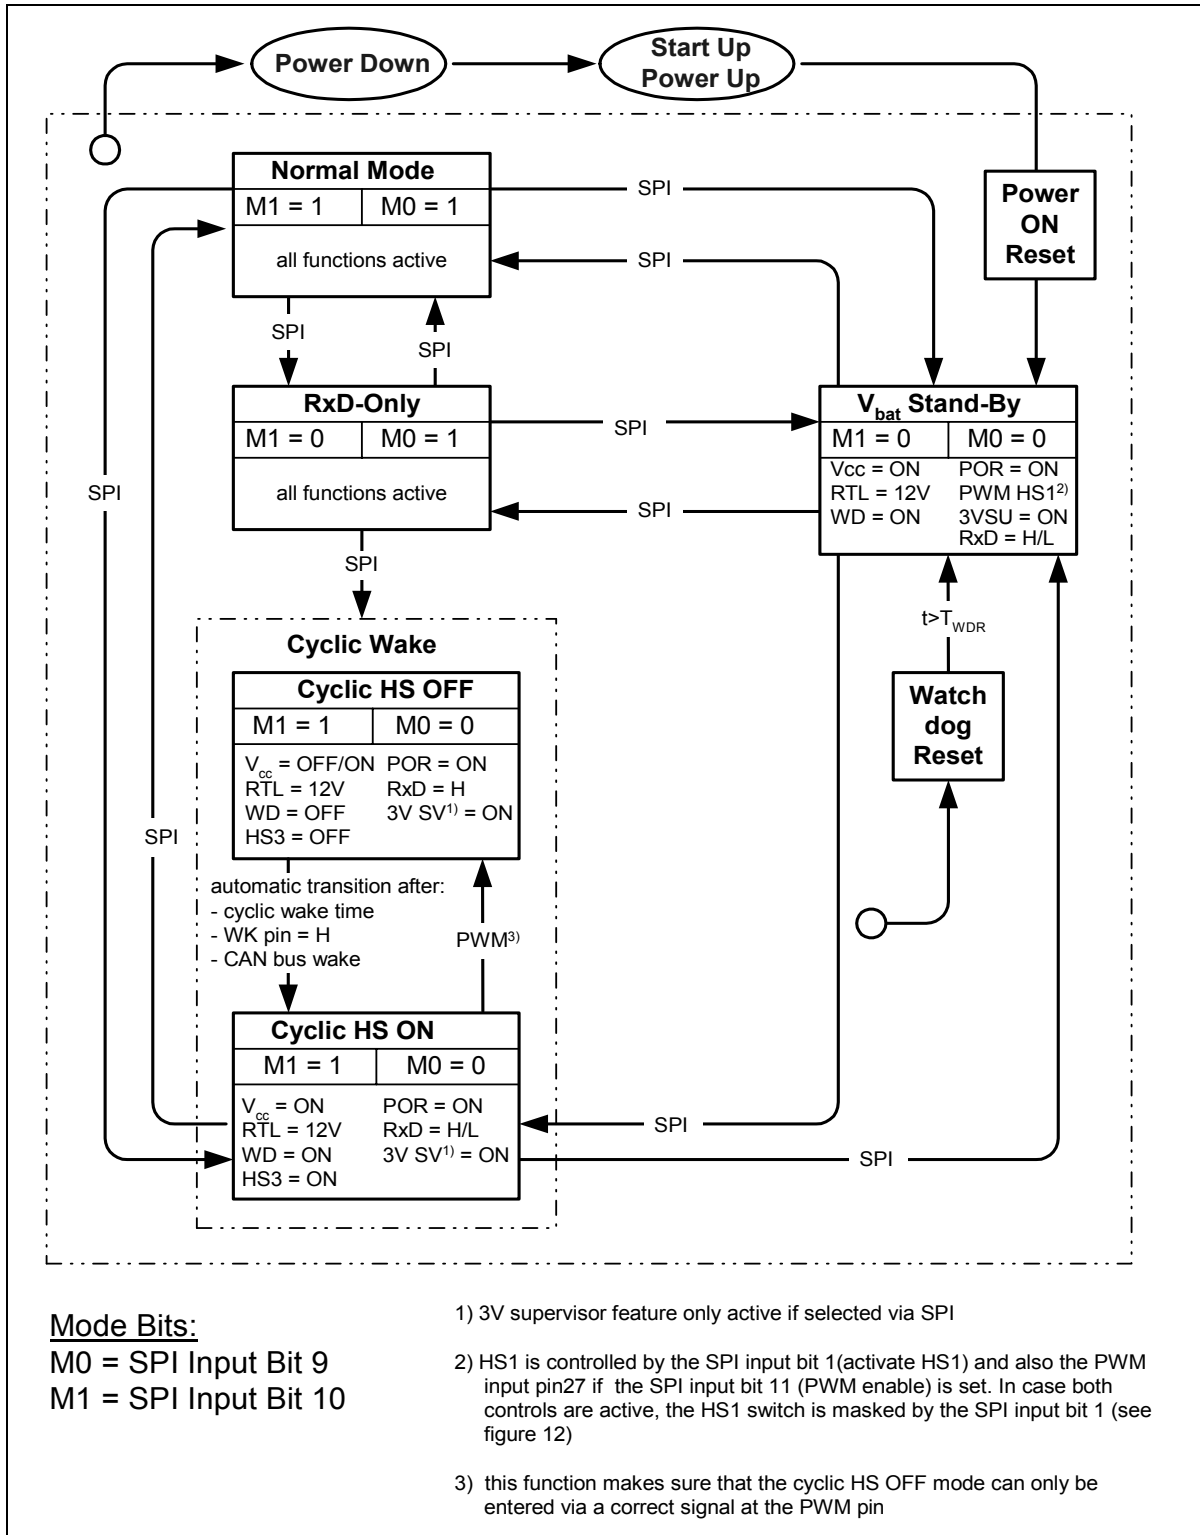 Power Down
Start Up
Power Up
Normal Mode
M1 = 1
M0 = 1
all functions active
SPI
SPI
Power
ON
Reset
SPI
SPI
RxD-Only
M1 = 0
M0 = 1
all functions active
SPI
SPI
Vbat Stand-By
M1 = 0
M0 = 0
Vcc = ON
POR = ON
RTL = 12V
PWM HS12)
WD = ON
3VSU = ON
RxD = H/L
SPI
SPI
t>TWDR
Watch
dog
Reset
Cyclic Wake
Cyclic HS OFF
M1 = 1
M0 = 0
Vcc = OFF/ON
POR = ON
RTL = 12V
RxD = H
WD = OFF
3V SV1) = ON
HS3 = OFF
SPI
automatic transition after:
- cyclic wake time
- WK pin = H
- CAN bus wake
PWM3)
Cyclic HS ON
M1 = 1
M0 = 0
Vcc = ON
POR = ON
RTL = 12V
RxD = H/L
WD = ON
3V SV1) = ON
HS3 = ON
SPI
SPI
Mode Bits:
M0 = SPI Input Bit 9
M1 = SPI Input Bit 10
1) 3V supervisor feature only active if selected via SPI
2) HS1 is controlled by the SPI input bit 1(activate HS1) and also the PWM
input pin27 if the SPI input bit 11 (PWM enable) is set. In case both
controls are active, the HS1 switch is masked by the SPI input bit 1 (see
figure 12)
3) this function makes sure that the cyclic HS OFF mode can only be
entered via a correct signal at the PWM pin